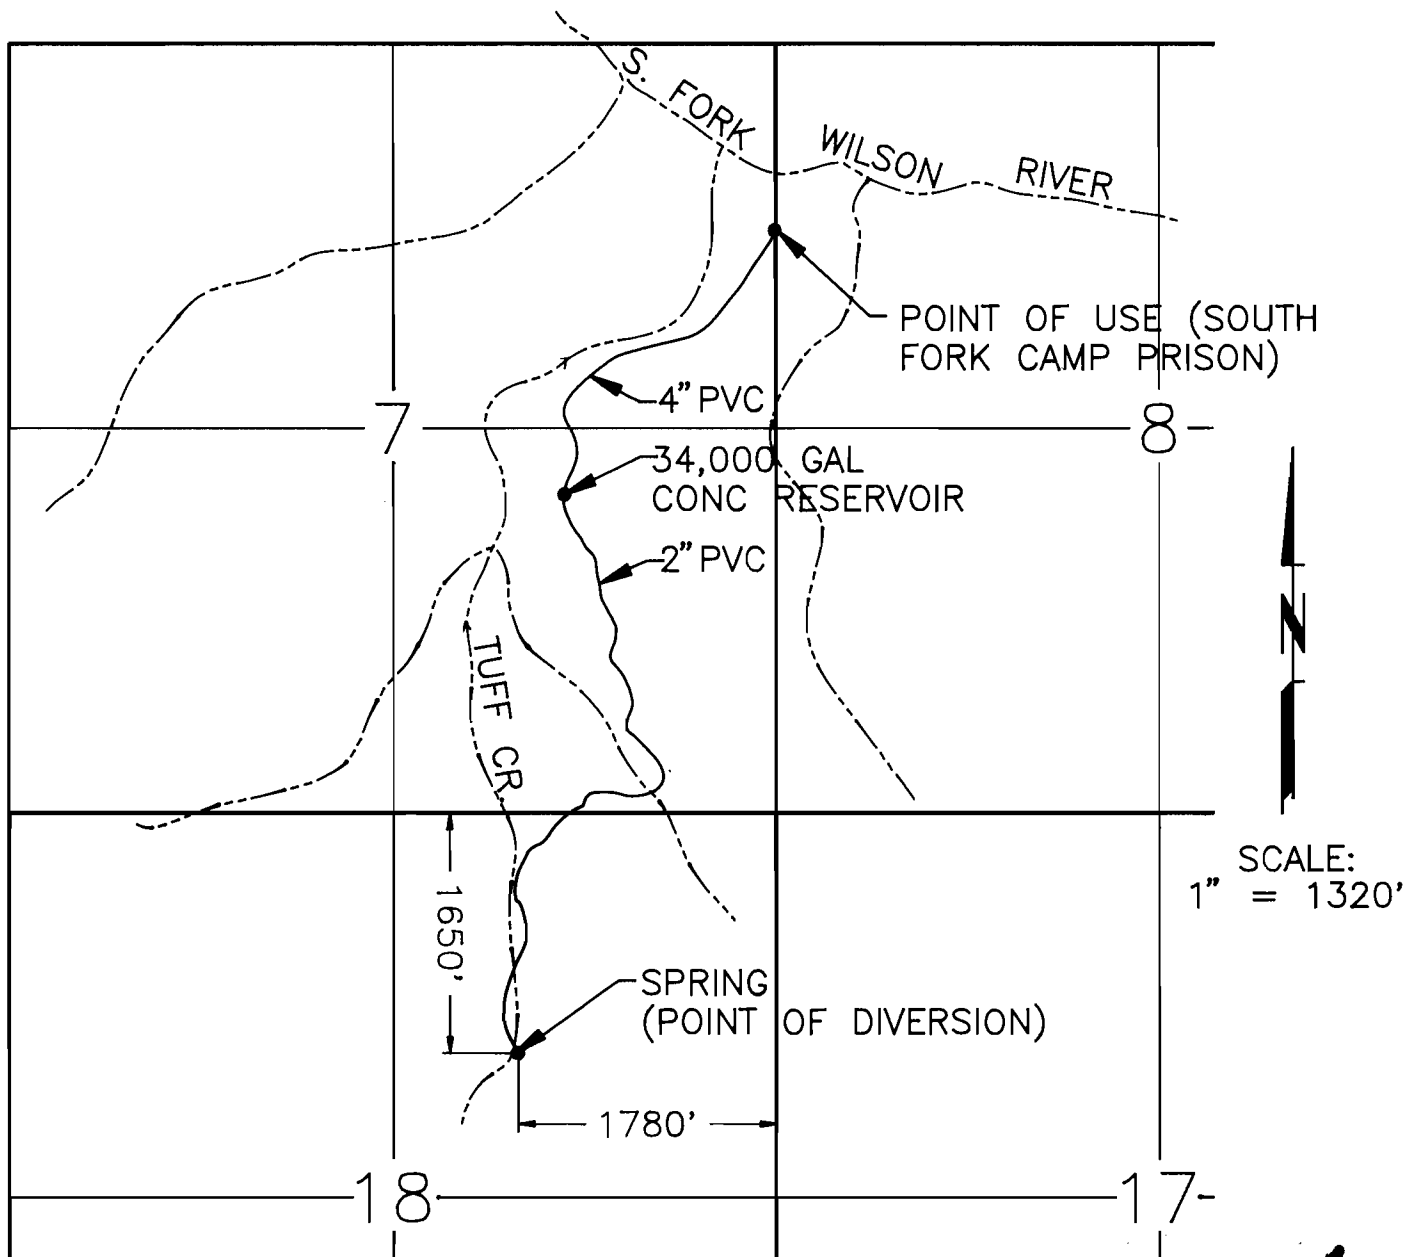 S. FORK WILSON RIVER
POINT OF USE (SOUTH
FORK CAMP PRISON)
4" PVC
7
8
34,000 GAL
CONC RESERVOIR
2" PVC
N
TUFF CR.
SCALE:
1" = 1320'
1650'
SPRING
(POINT OF DIVERSION)
1780'
18
17